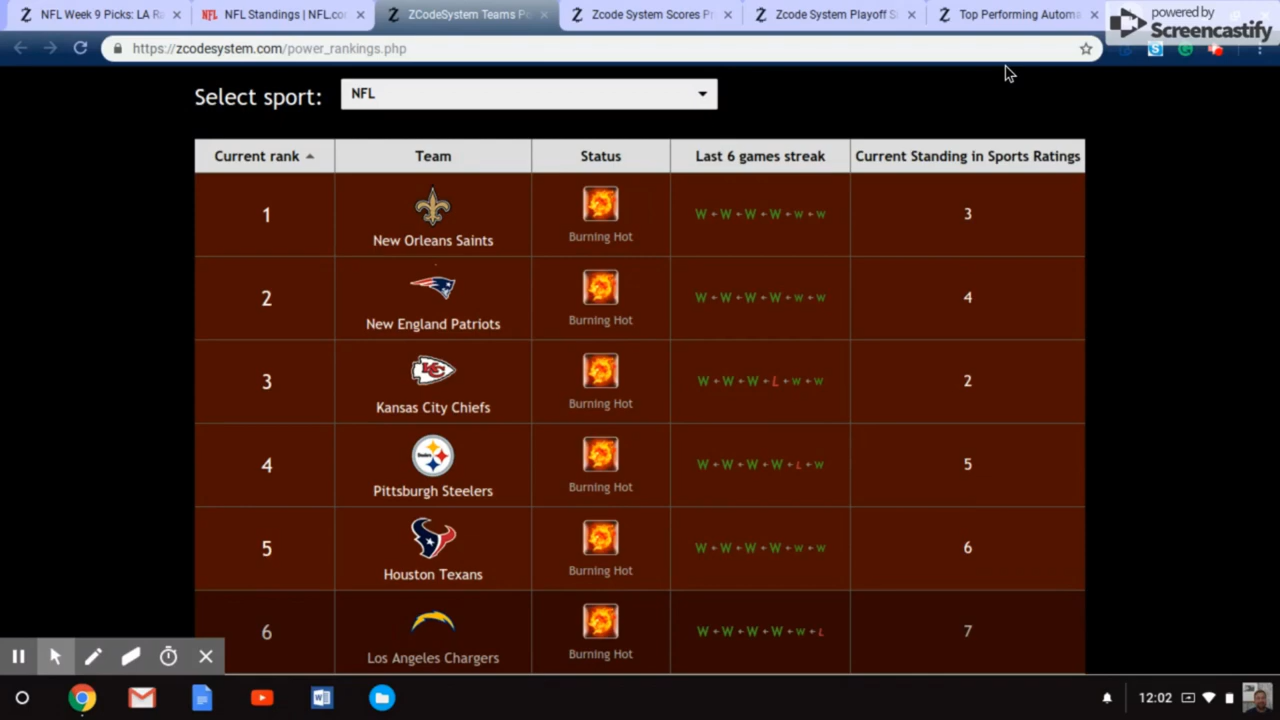 NFL Week 9 Picks: LA Ra
NFL Standings | NFL.co
ZCodeSystem Teams Po
Zcode System Scores Pr
Zcode System Playoff S
Top Performing Automa
powered by
Screencastify
https://zcodesystem.com/power_rankings.php
Select sport:
NFL
Current rank
Team
Status
Last 6 games streak
Current Standing in Sports Ratings
1
New Orleans Saints
Burning Hot
W ← W ← W ← W ← W ← W
3
2
New England Patriots
Burning Hot
W ← W ← W ← W ← W ← W
4
3
Kansas City Chiefs
Burning Hot
W ← W ← W ← L ← W ← W
2
4
Pittsburgh Steelers
Burning Hot
W ← W ← W ← W ← L ← W
5
5
Houston Texans
Burning Hot
W ← W ← W ← W ← W ← W
6
6
Los Angeles Chargers
Burning Hot
W ← W ← W ← W ← W ← L
7
12:02